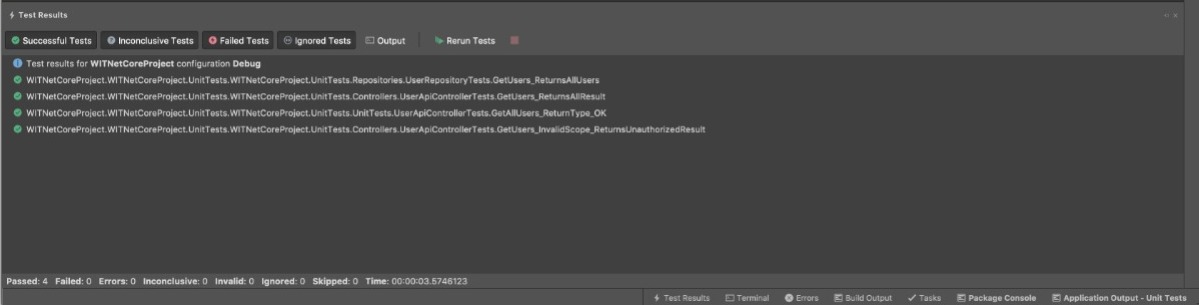 Test Results
Successful Tests Inconclusive Tests Failed Tests Ignored Tests Output Rerun Tests
Test results for WITNetCoreProject configuration Debug
WITNetCoreProject.WITNetCoreProject.UnitTests.WITNetCoreProject.UnitTests.Repositories.UserRepositoryTests.GetUsers_ReturnsAllUsers
WITNetCoreProject.WITNetCoreProject.UnitTests.WITNetCoreProject.UnitTests.Controllers.UserApiControllerTests.GetUsers_ReturnsAllResult
WITNetCoreProject.WITNetCoreProject.UnitTests.WITNetCoreProject.UnitTests.UnitTests.UserApiControllerTests.GetAllUsers_ReturnType_OK
WITNetCoreProject.WITNetCoreProject.UnitTests.WITNetCoreProject.UnitTests.Controllers.UserApiControllerTests.GetUsers_InvalidScope_ReturnsUnauthorizedResult
Passed: 4 Failed: 0 Errors: 0 Inconclusive: 0 Invalid: 0 Ignored: 0 Skipped: 0 Time: 00:00:03.5746123
Test Results Terminal Errors Build Output Tasks Package Console Application Output - Unit Tests